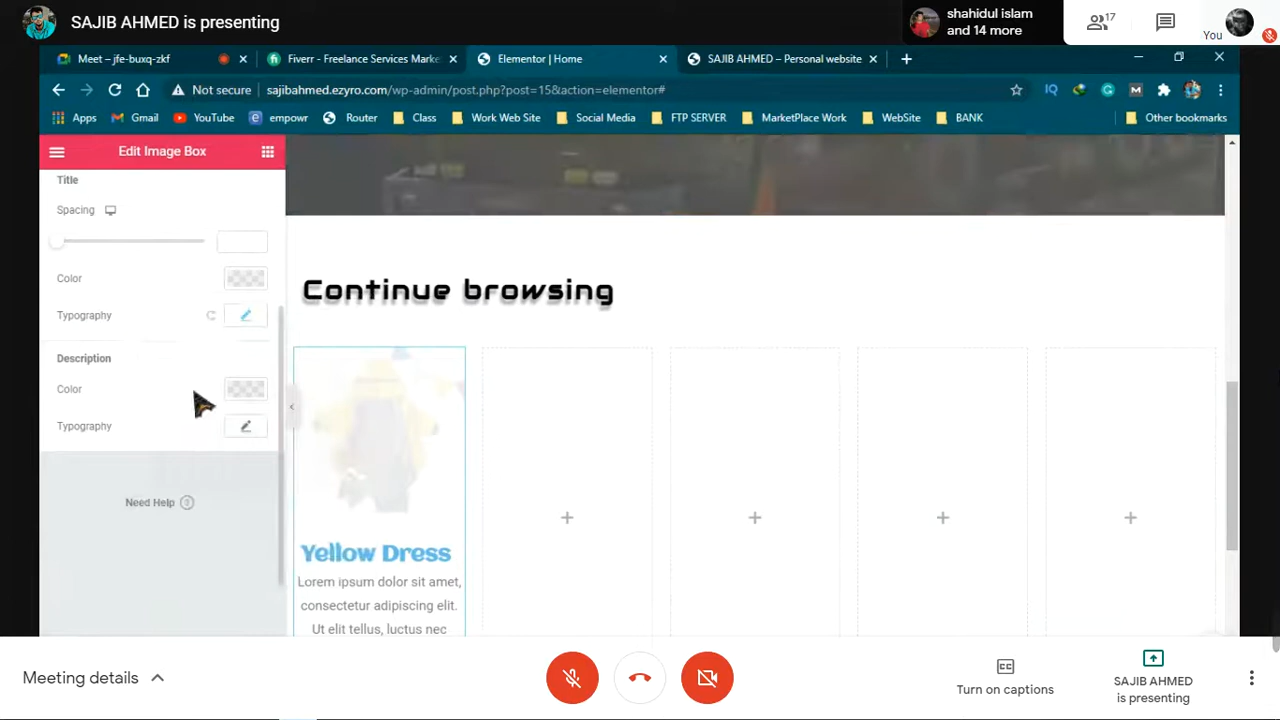 SAJIB AHMED is presenting
shahidul islam
and 14 more
17
You
Meet – jfe-buxq-zkf
Fiverr - Freelance Services Marke
Elementor | Home
SAJIB AHMED – Personal website
Not secure
sajibahmed.ezyro.com/wp-admin/post.php?post=15&action=elementor#
Apps
Gmail
YouTube
empowr
Router
Class
Work Web Site
Social Media
FTP SERVER
MarketPlace Work
WebSite
BANK
Other bookmarks
Edit Image Box
Title
Spacing
Color
Typography
Description
Color
Typography
Need Help
Continue browsing
Yellow Dress
Lorem ipsum dolor sit amet,
consectetur adipiscing elit.
Ut elit tellus, luctus nec
Meeting details
Turn on captions
SAJIB AHMED
is presenting